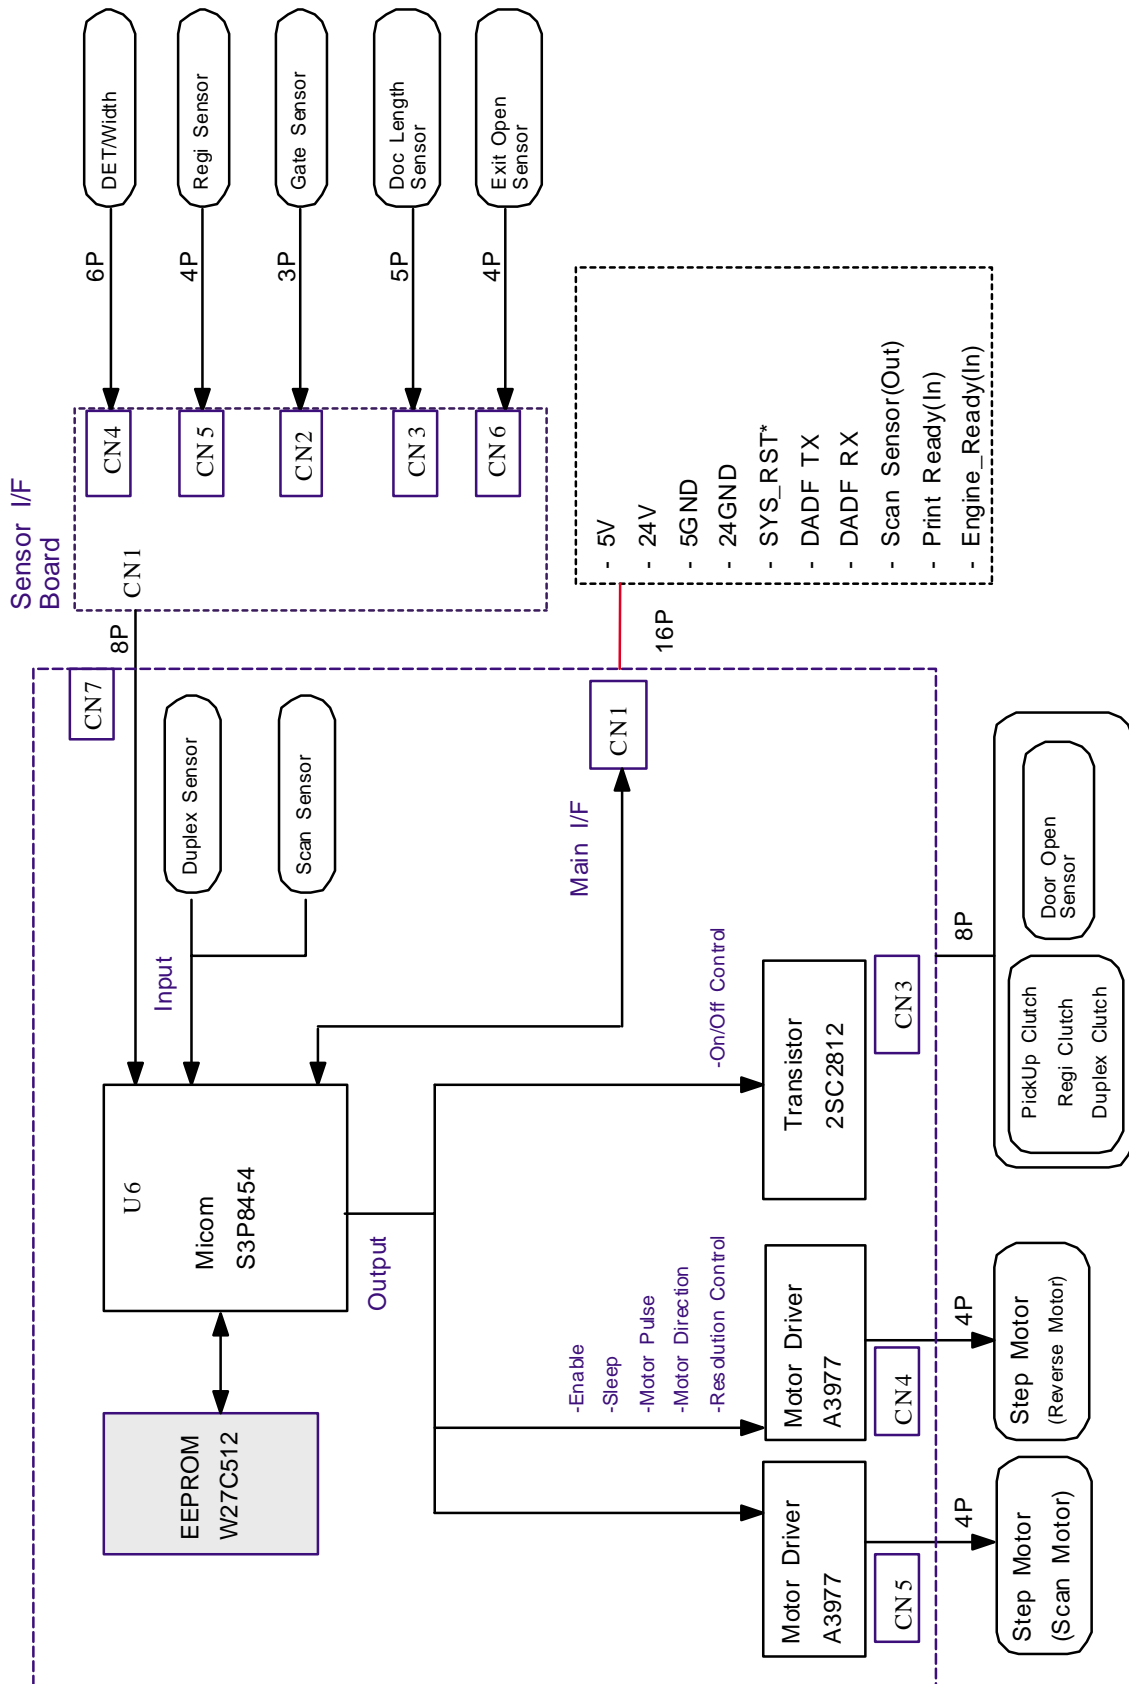 Sensor I/F
Board
CN1
8P
CN4
CN5
CN2
CN3
CN6
6P
4P
3P
5P
4P
DET/Width
Regi Sensor
Gate Sensor
Doc Length
Sensor
Exit Open
Sensor
CN7
Duplex Sensor
Scan Sensor
Input
U6
Micom
S3P8454
EEPROM
W27C512
Output
Main I/F
CN1
16P
- 5V
- 24V
- 5GND
- 24GND
- SYS_RST*
- DADF TX
- DADF RX
- Scan Sensor(Out)
- Print Ready(In)
- Engine_Ready(In)
-Enable
-Sleep
-Motor Pulse
-Motor Direction
-Resolution Control
-On/Off Control
Motor Driver
A3977
CN5
4P
Step Motor
(Scan Motor)
Motor Driver
A3977
CN4
4P
Step Motor
(Reverse Motor)
Transistor
2SC2812
CN3
8P
PickUp Clutch
Regi Clutch
Duplex Clutch
Door Open
Sensor